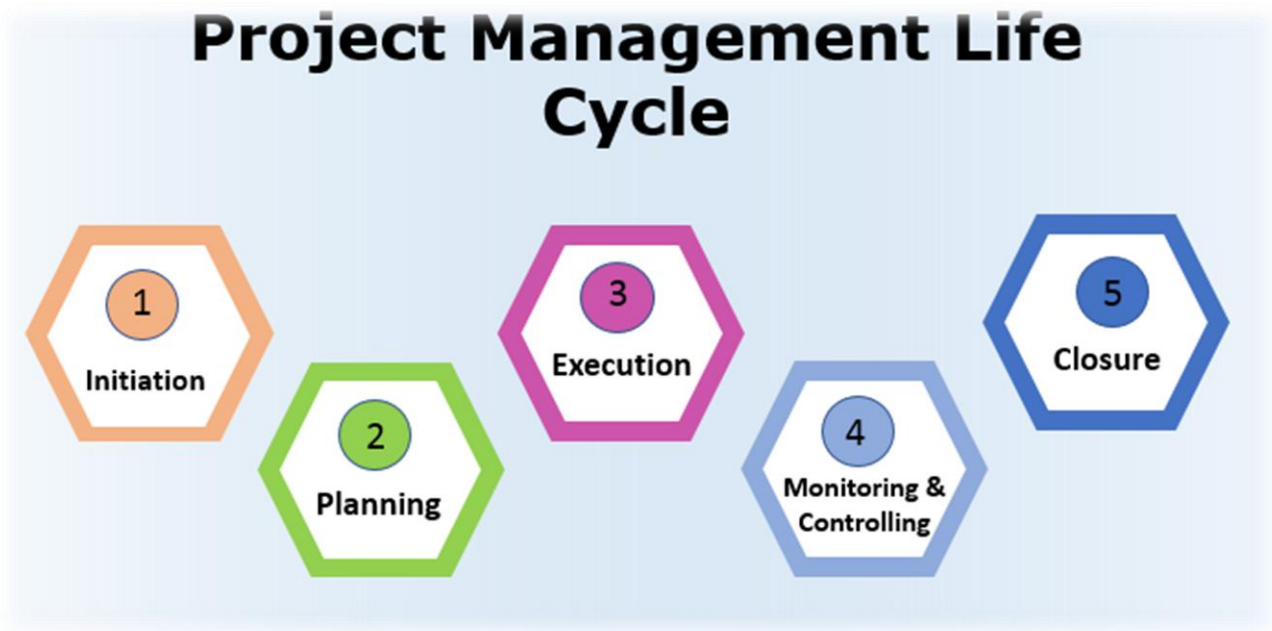 Project Management Life
Cycle
1
Initiation
2
Planning
3
Execution
4
Monitoring &
Controlling
5
Closure